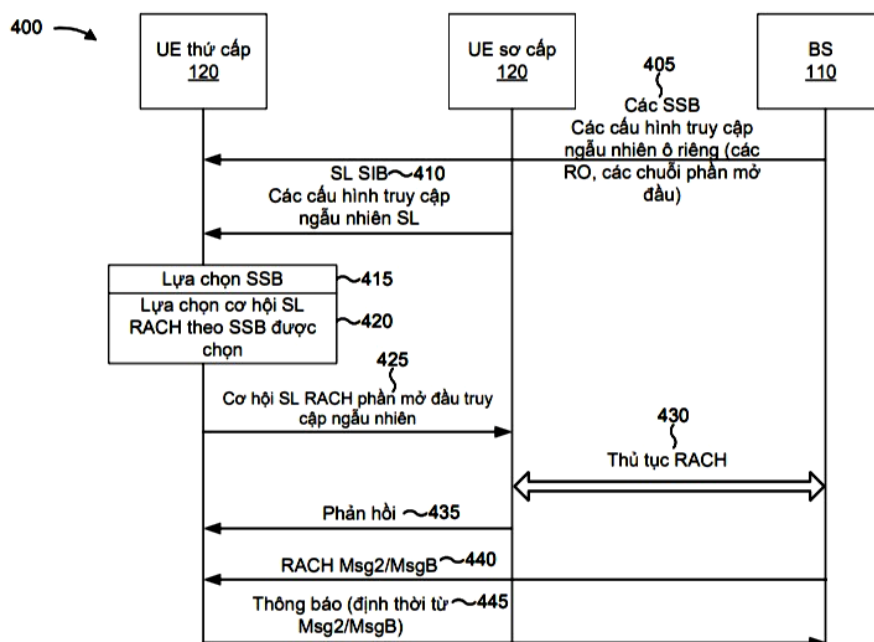 400
UE thứ cấp
120
UE sơ cấp
120
BS
110
405
Các SSB
Các cấu hình truy cập
ngẫu nhiên ô riêng (các
RO, các chuỗi phần mở
đầu)
SL SIB 410
Các cấu hình truy cập
ngẫu nhiên SL
Lựa chọn SSB 415
Lựa chọn cơ hội SL
RACH theo SSB được
chọn
420
425
Cơ hội SL RACH phần mở đầu truy
cập ngẫu nhiên
430
Thủ tục RACH
Phản hồi 435
RACH Msg2/MsgB 440
Thông báo (định thời từ 445
Msg2/MsgB)